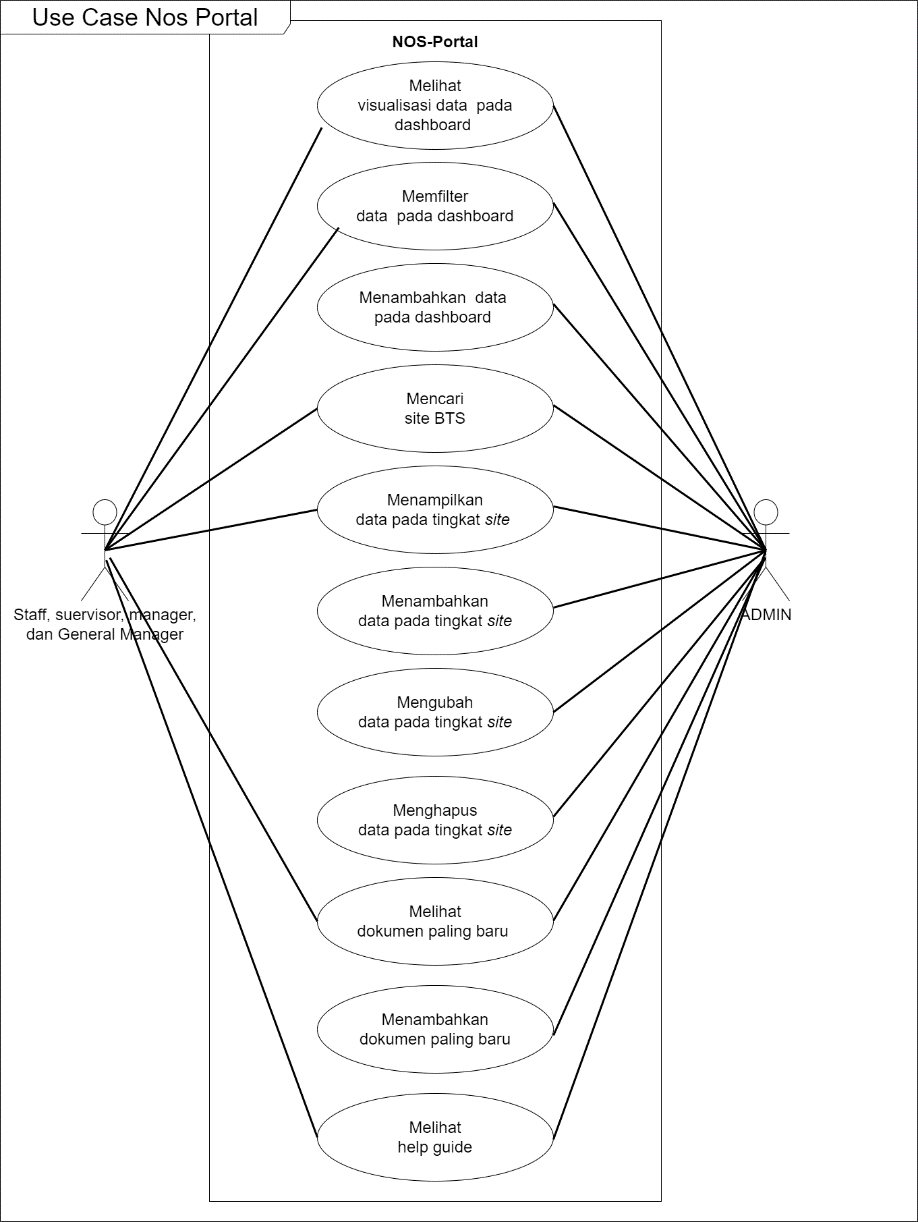 Use Case Nos Portal
NOS-Portal
Melihat
visualisasi data pada
dashboard
Memfilter
data pada dashboard
Menambahkan data
pada dashboard
Mencari
site BTS
Menampilkan
data pada tingkat site
Menambahkan
data pada tingkat site
Mengubah
data pada tingkat site
Menghapus
data pada tingkat site
Melihat
dokumen paling baru
Menambahkan
dokumen paling baru
Melihat
help guide
Staff, suervisor, manager,
dan General Manager
ADMIN